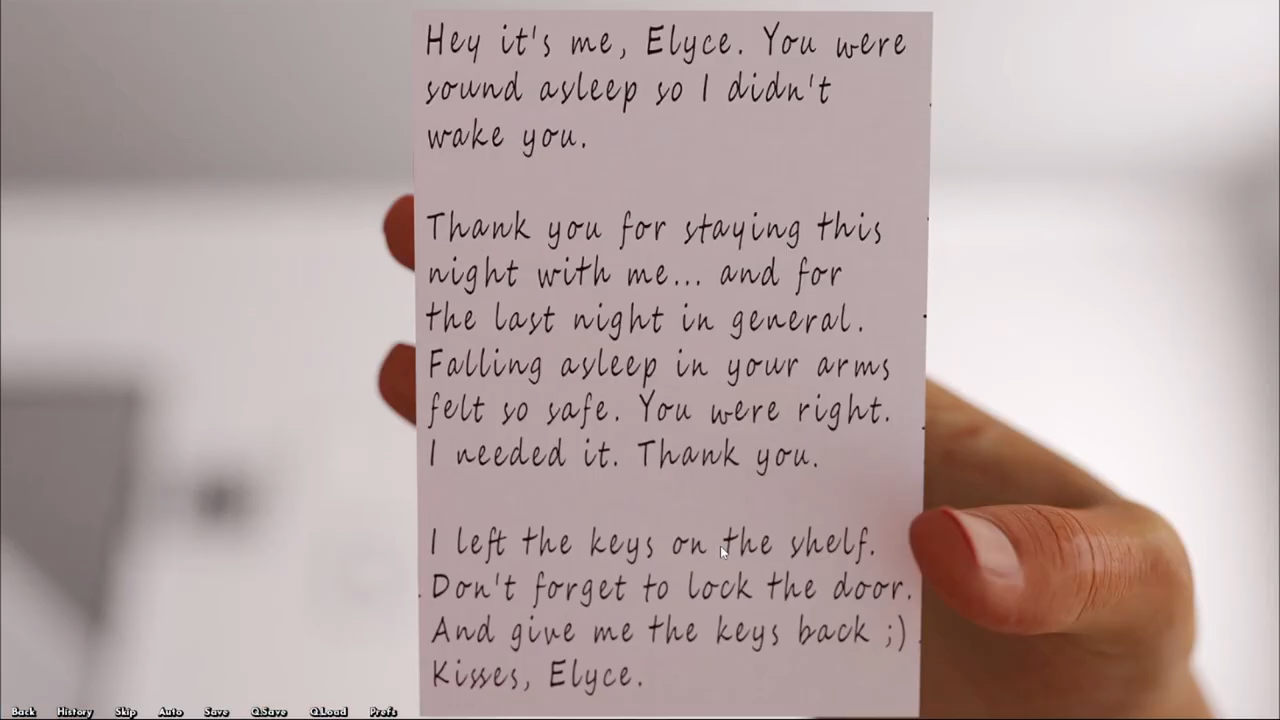 Hey it's me, Elyce. You were
sound asleep so I didn't
wake you.
Thank you for staying this
night with me... and for
the last night in general.
Falling asleep in your arms
felt so safe. You were right.
I needed it. Thank you.
I left the keys on the shelf.
Don't forget to lock the door.
And give me the keys back ;)
Kisses, Elyce.
Back History Skip Auto Save Q.Save Q.Load Prefs